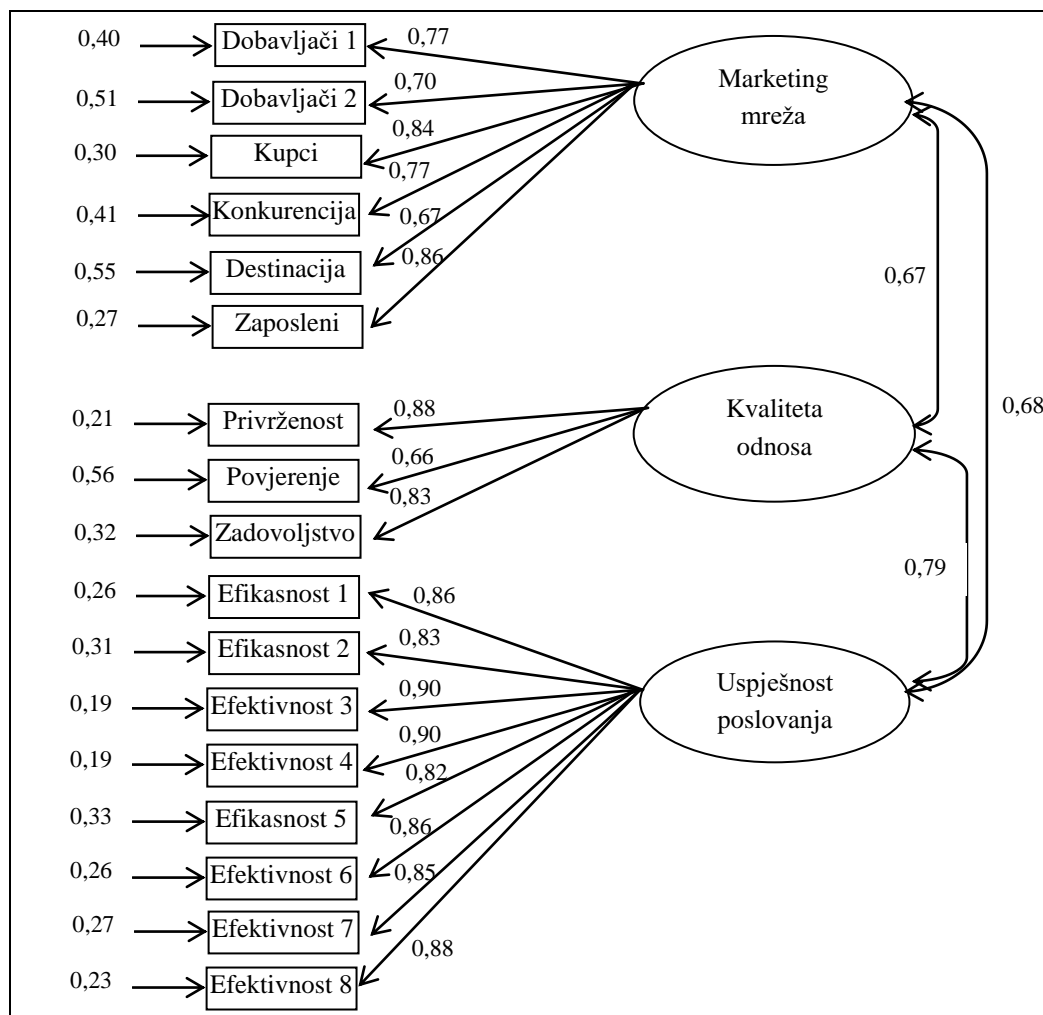 0,40 Dobavljači 1 0,77
0,51 Dobavljači 2 0,70
0,30 Kupci 0,84
0,41 Konkurencija 0,77
0,55 Destinacija 0,67
0,27 Zaposleni 0,86
Marketing
mreža
0,67
0,68
0,21 Privrženost 0,88
0,56 Povjerenje 0,66
0,32 Zadovoljstvo 0,83
Kvaliteta
odnosa
0,79
0,26 Efikasnost 1 0,86
0,31 Efikasnost 2 0,83
0,19 Efektivnost 3 0,90
0,19 Efektivnost 4 0,90
0,33 Efikasnost 5 0,82
0,26 Efektivnost 6 0,86
0,27 Efektivnost 7 0,85
0,23 Efektivnost 8 0,88
Uspješnost
poslovanja